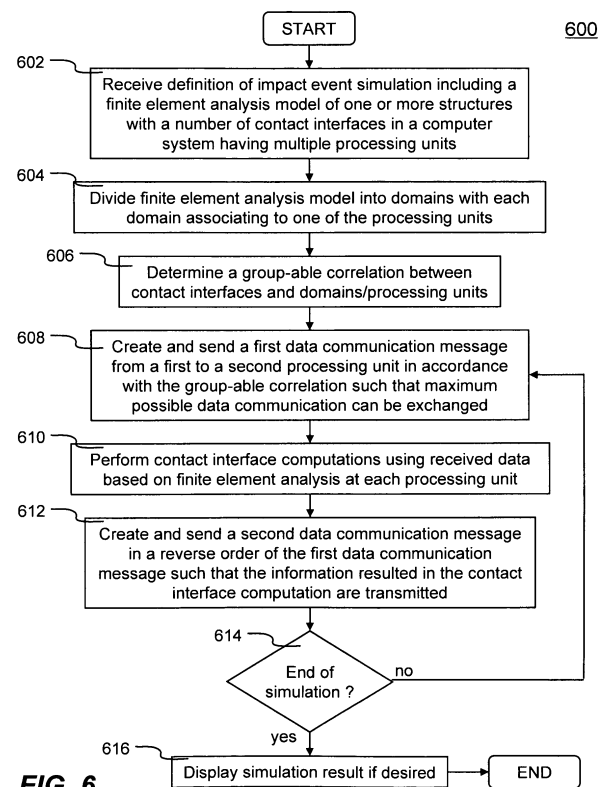 START
600
602
Receive definition of impact event simulation including a
finite element analysis model of one or more structures
with a number of contact interfaces in a computer
system having multiple processing units
604
Divide finite element analysis model into domains with each
domain associating to one of the processing units
606
Determine a group-able correlation between
contact interfaces and domains/processing units
608
Create and send a first data communication message
from a first to a second processing unit in accordance
with the group-able correlation such that maximum
possible data communication can be exchanged
610
Perform contact interface computations using received data
based on finite element analysis at each processing unit
612
Create and send a second data communication message
in a reverse order of the first data communication
message such that the information resulted in the contact
interface computation are transmitted
614
End of
simulation ?
no
yes
616
Display simulation result if desired
END
FIG. 6